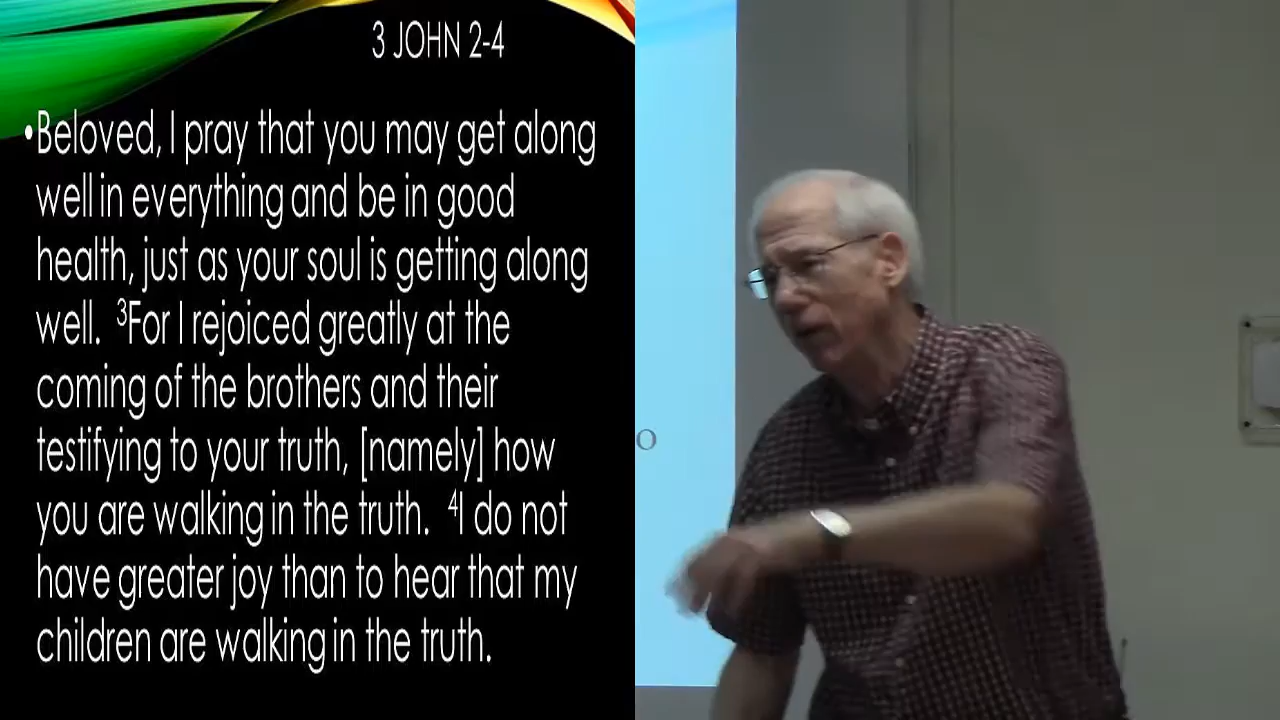 3 JOHN 2-4
•Beloved, I pray that you may get along
well in everything and be in good
health, just as your soul is getting along
well. ³For I rejoiced greatly at the
coming of the brothers and their
testifying to your truth, [namely] how
you are walking in the truth. ⁴I do not
have greater joy than to hear that my
children are walking in the truth.
o